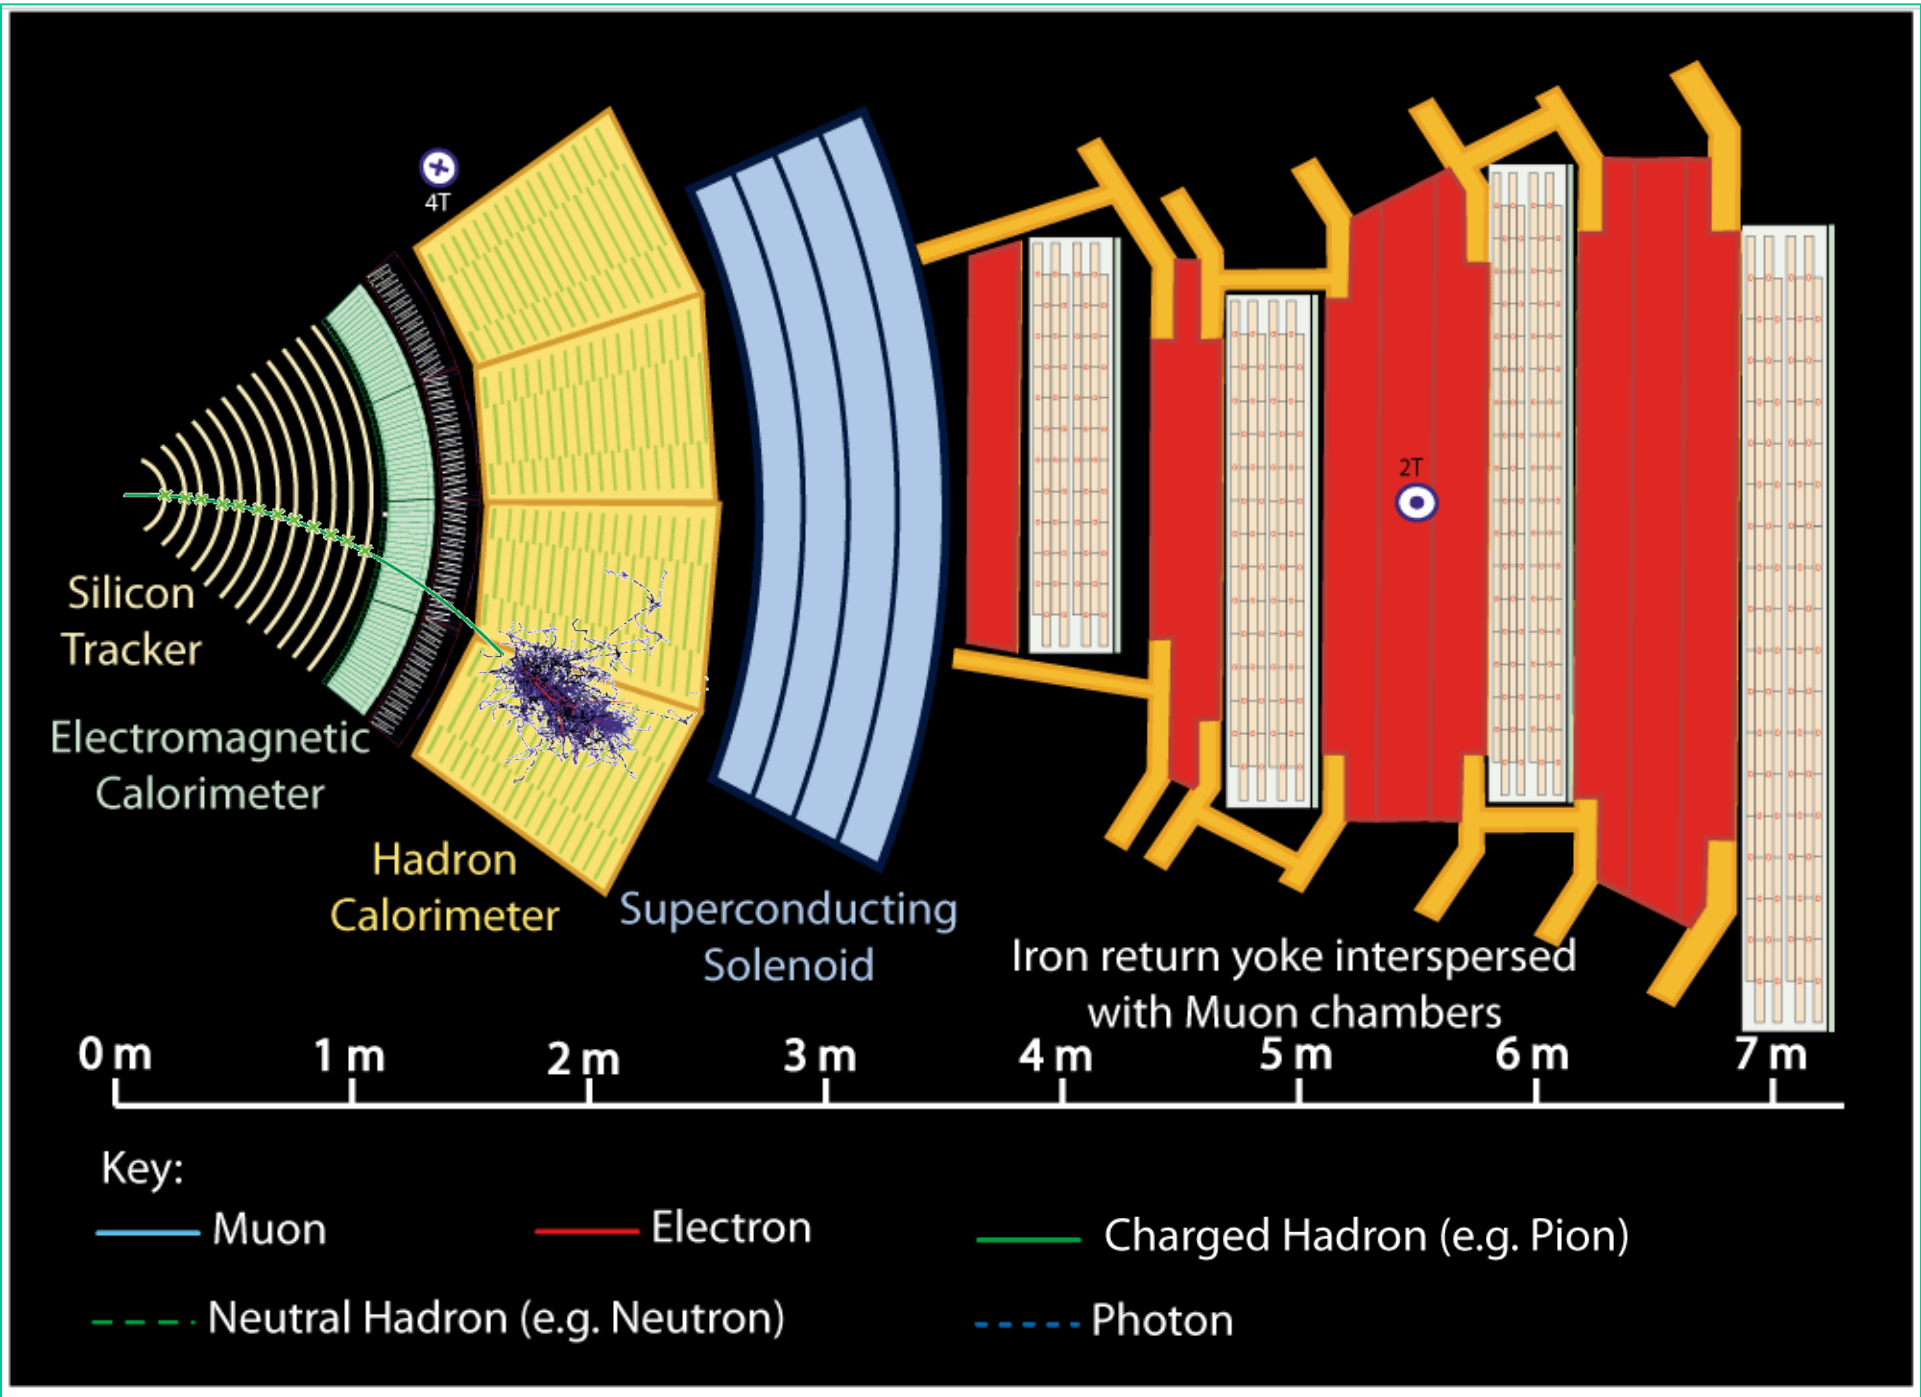 4T
2T
Silicon
Tracker
Electromagnetic
Calorimeter
Hadron
Calorimeter
Superconducting
Solenoid
Iron return yoke interspersed
with Muon chambers
0 m 1 m 2 m 3 m 4 m 5 m 6 m 7 m
Key:
Muon Electron Charged Hadron (e.g. Pion)
Neutral Hadron (e.g. Neutron) Photon